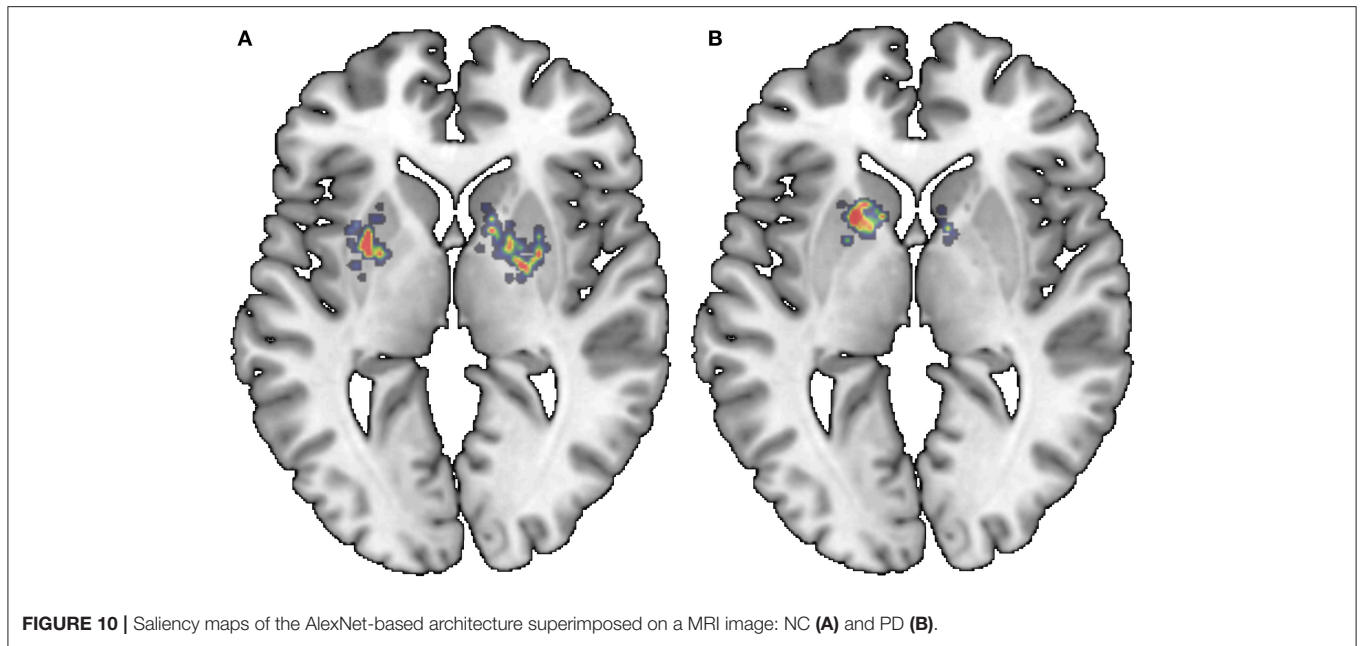 A
B
FIGURE 10 | Saliency maps of the AlexNet-based architecture superimposed on a MRI image: NC (A) and PD (B).